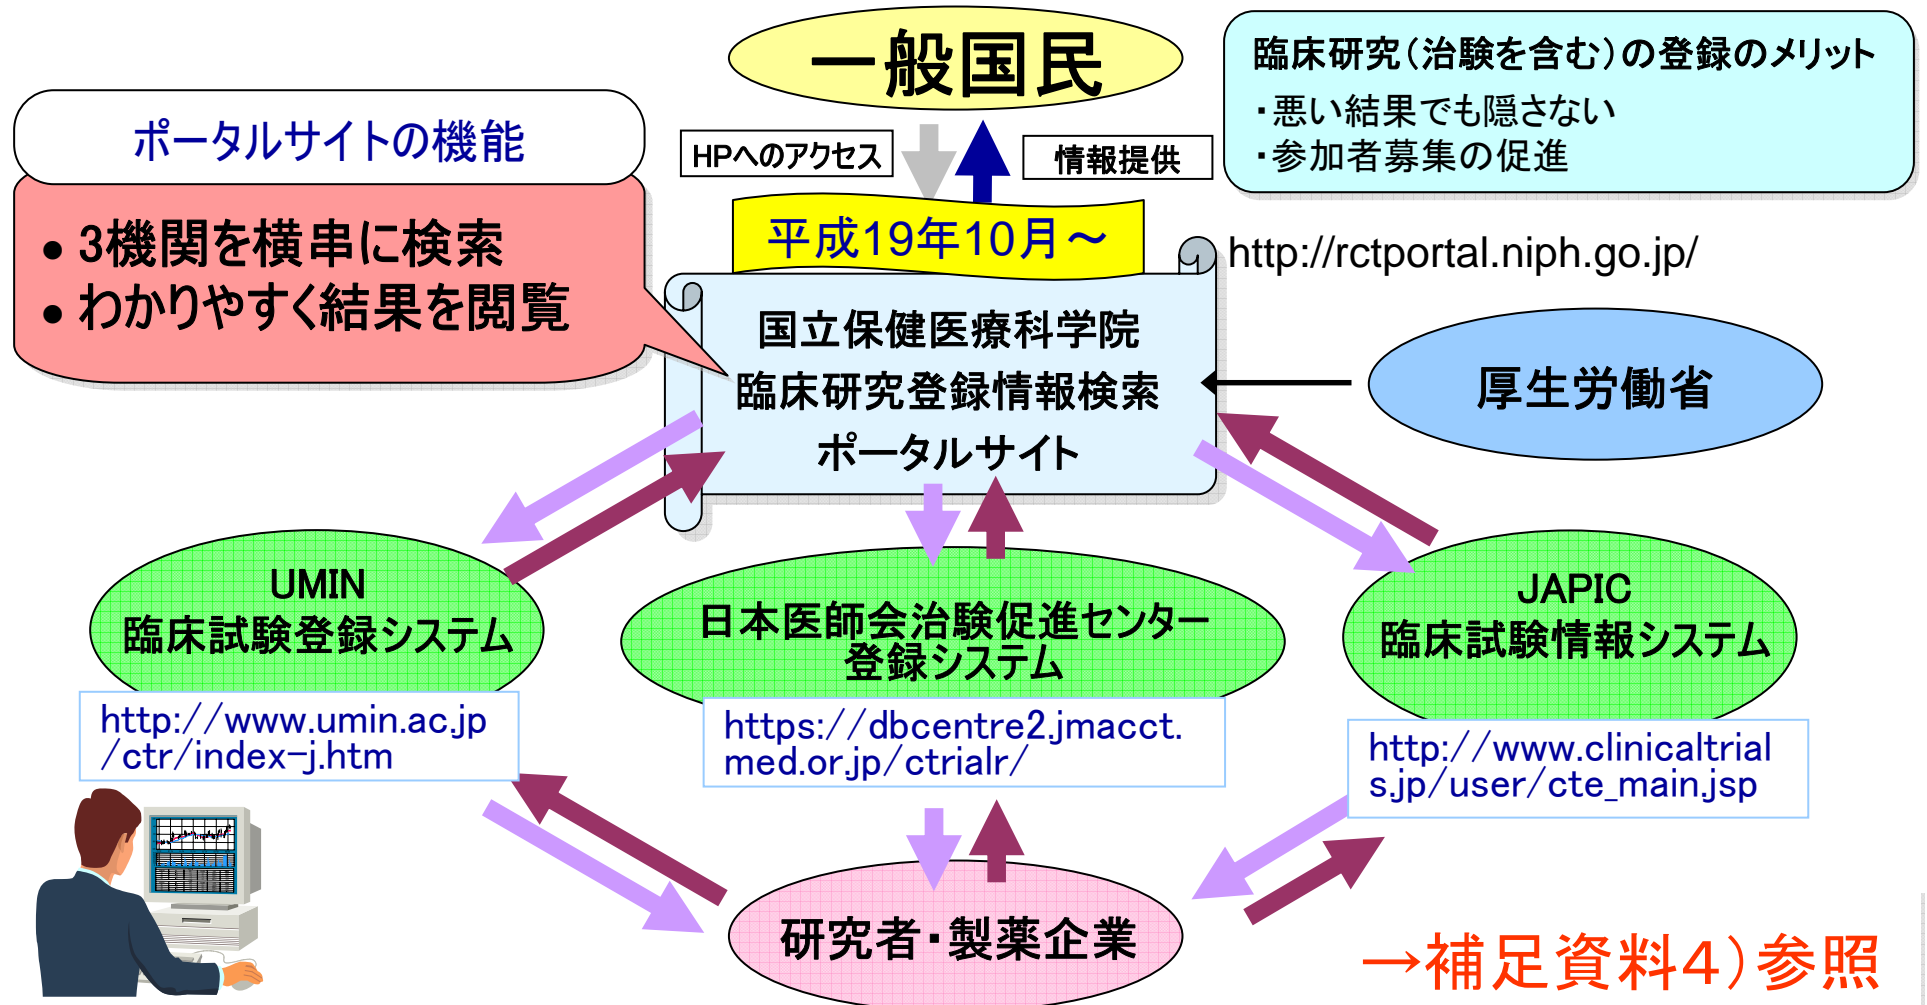 一般国民
臨床研究（治験を含む）の登録のメリット
・悪い結果でも隠さない
・参加者募集の促進
ポータルサイトの機能
● 3機関を横串に検索
● わかりやすく結果を閲覧
HPへのアクセス
情報提供
平成19年10月～
http://rctportal.niph.go.jp/
国立保健医療科学院
臨床研究登録情報検索
ポータルサイト
厚生労働省
UMIN
臨床試験登録システム
http://www.umin.ac.jp
/ctr/index-j.htm
日本医師会治験促進センター
登録システム
https://dbcentre2.jmacct.
med.or.jp/ctrialr/
JAPIC
臨床試験情報システム
http://www.clinicaltrial
s.jp/user/cte_main.jsp
研究者・製薬企業
→補足資料４）参照